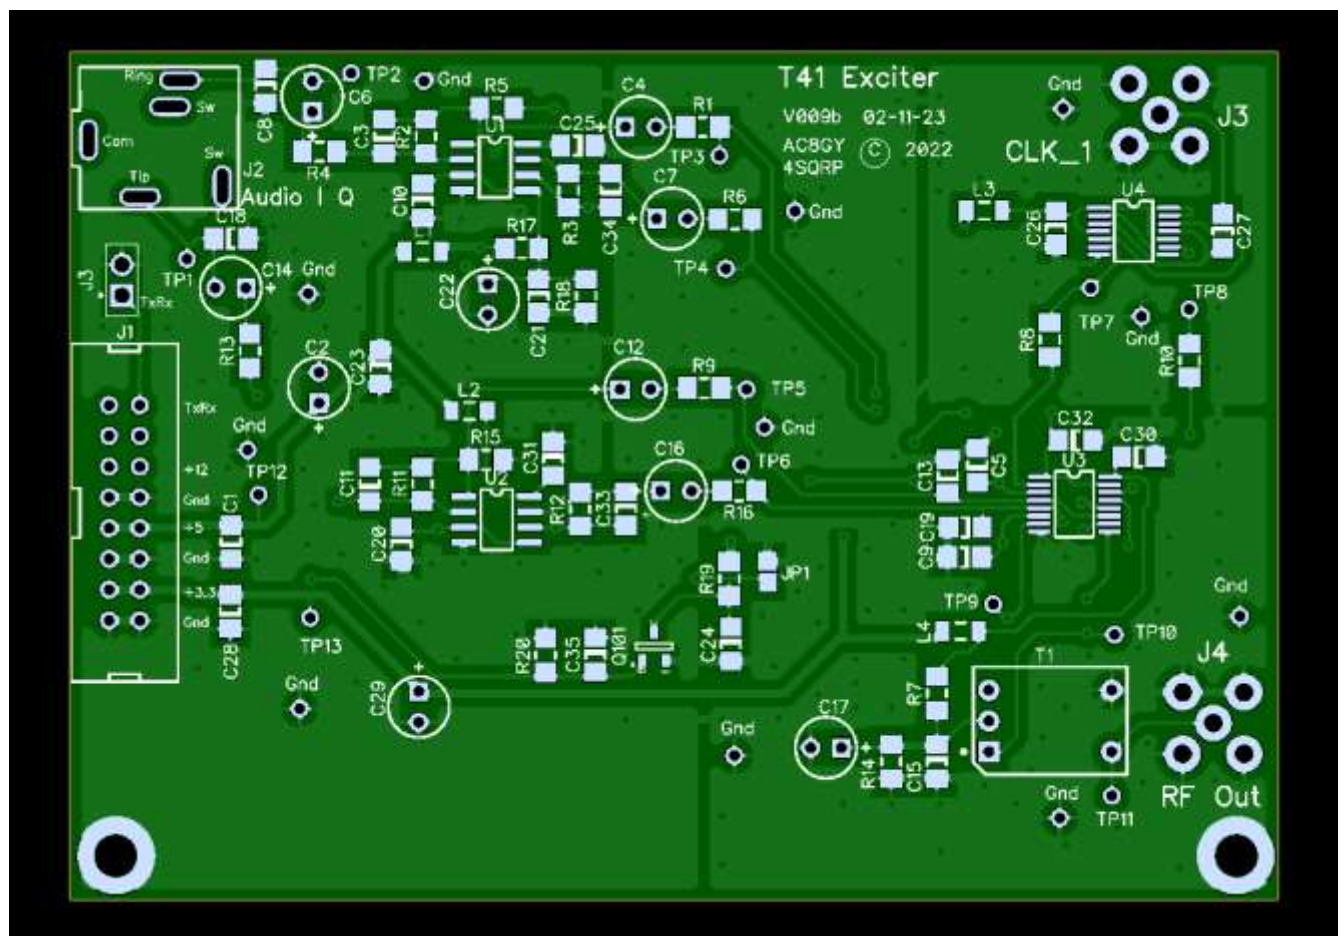 Ring
Sw
Com
Sw
Tip
J2
Audio I Q
C8
C6
TP2
Gnd
R5
U1
C25
C4
R1
TP3
T41 Exciter
V009b 02-11-23
AC8GY © 2022
4SQRP
Gnd
CLK_1
J3
R4
C3
R2
C10
R3
C34
C7
R6
TP4
Gnd
L3
C26
U4
C27
C18
TP1
C14
Gnd
R17
C22
C21
R18
J3
TxRx
TP7
Gnd
TP8
R8
R10
J1
R13
C2
C23
C12
R9
TP5
Gnd
L2
TxRx
+12
Gnd
+5
Gnd
+3.3
Gnd
Gnd
TP12
C1
C28
C11
R11
R15
U2
C31
C20
R12
C33
C16
TP6
R16
C13
C5
C32
U3
C30
C19
C9
R19
JP1
C24
TP9
L4
TP10
Gnd
TP13
R20
C35
Q101
Gnd
C29
Gnd
C17
R14
C15
R7
T1
J4
RF Out
Gnd
TP11